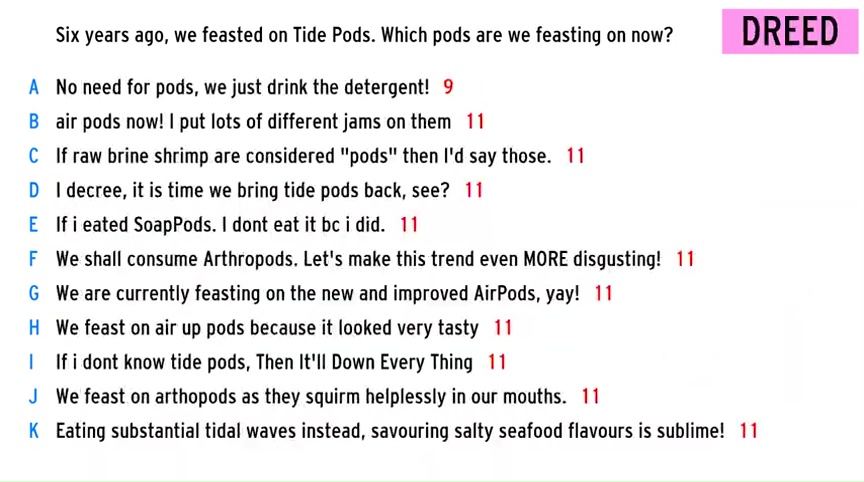 Six years ago, we feasted on Tide Pods. Which pods are we feasting on now?
DREED
A No need for pods, we just drink the detergent! 9
B air pods now! I put lots of different jams on them 11
C If raw brine shrimp are considered "pods" then I'd say those. 11
D I decree, it is time we bring tide pods back, see? 11
E If i eated SoapPods. I dont eat it bc i did. 11
F We shall consume Arthropods. Let's make this trend even MORE disgusting! 11
G We are currently feasting on the new and improved AirPods, yay! 11
H We feast on air up pods because it looked very tasty 11
I If i dont know tide pods, Then It'll Down Every Thing 11
J We feast on arthopods as they squirm helplessly in our mouths. 11
K Eating substantial tidal waves instead, savouring salty seafood flavours is sublime! 11